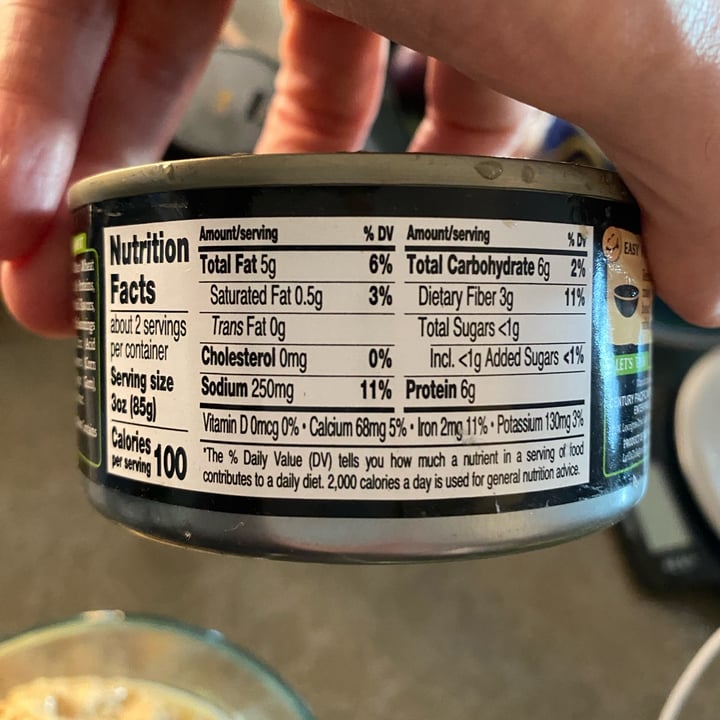 Nutrition
Facts
about 2 servings
per container
Serving size
3oz (85g)
Calories
per serving 100
Amount/serving % DV
Total Fat 5g 6%
Saturated Fat 0.5g 3%
Trans Fat 0g
Cholesterol 0mg 0%
Sodium 250mg 11%
Amount/serving % DV
Total Carbohydrate 6g 2%
Dietary Fiber 3g 11%
Total Sugars <1g
Incl. <1g Added Sugars <1%
Protein 6g
Vitamin D 0mcg 0% • Calcium 68mg 5% • Iron 2mg 11% • Potassium 130mg 3%
*The % Daily Value (DV) tells you how much a nutrient in a serving of food
contributes to a daily diet. 2,000 calories a day is used for general nutrition advice.
EASY
LET'S